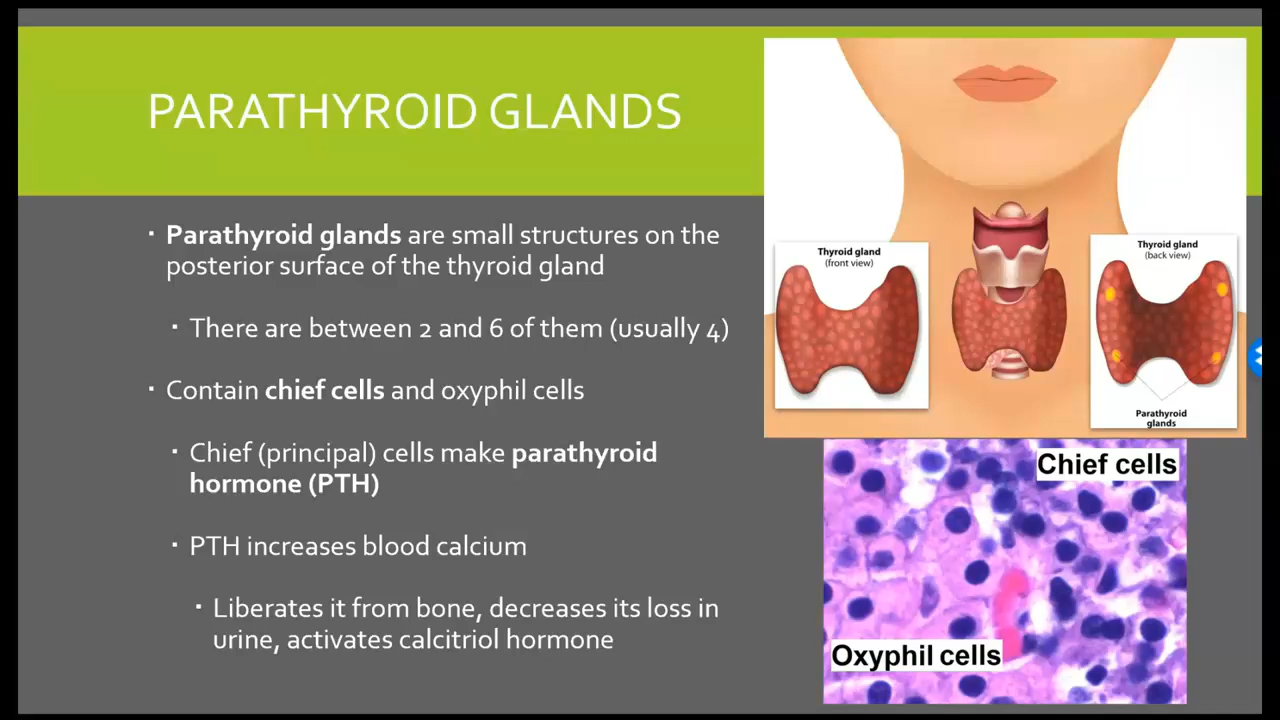 PARATHYROID GLANDS
▪ Parathyroid glands are small structures on the
posterior surface of the thyroid gland
▪ There are between 2 and 6 of them (usually 4)
▪ Contain chief cells and oxyphil cells
▪ Chief (principal) cells make parathyroid
hormone (PTH)
▪ PTH increases blood calcium
▪ Liberates it from bone, decreases its loss in
urine, activates calcitriol hormone
Thyroid gland
(front view)
Thyroid gland
(back view)
Parathyroid
glands
Chief cells
Oxyphil cells